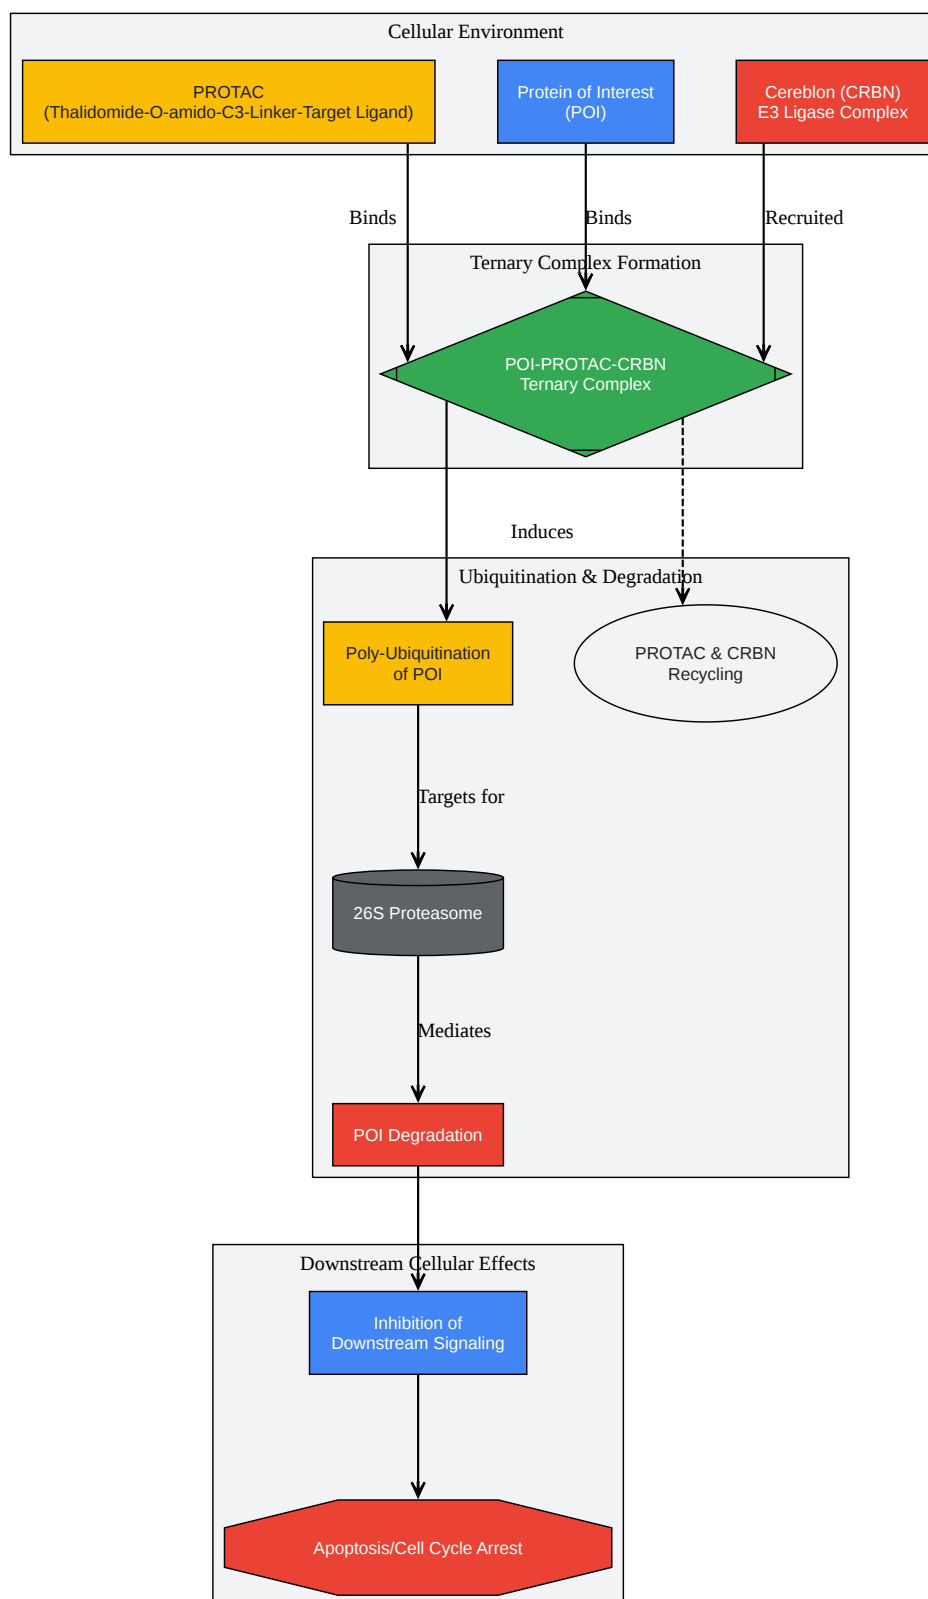 Cellular Environment
PROTAC
(Thalidomide-O-amido-C3-Linker-Target Ligand)
Protein of Interest
(POI)
Cereblon (CRBN)
E3 Ligase Complex
Binds
Binds
Recruited
Ternary Complex Formation
POI-PROTAC-CRBN
Ternary Complex
Induces
Ubiquitination & Degradation
Poly-Ubiquitination
of POI
PROTAC & CRBN
Recycling
Targets for
26S Proteasome
Mediates
POI Degradation
Downstream Cellular Effects
Inhibition of
Downstream Signaling
Apoptosis/Cell Cycle Arrest